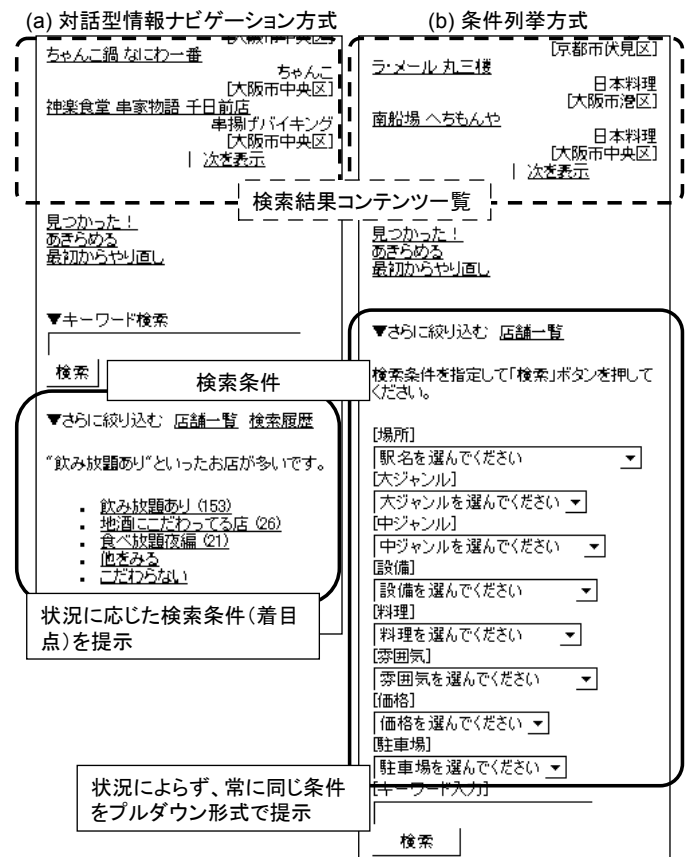 (a) 対話型情報ナビゲーション方式
ちゃんこ鍋 なにわ一番
ちゃんこ
[大阪市中央区]
神楽食堂 串家物語 千日前店
串揚げバイキング
[大阪市中央区]
| 次を表示
見つかった！
あきらめる
最初からやり直し
▼キーワード検索
検索
▼さらに絞り込む 店舗一覧 検索履歴
“飲み放題あり”といったお店が多いです。
飲み放題あり (153)
地酒にこだわってる店 (26)
食べ放題夜編 (21)
他をみる
こだわらない
状況に応じた検索条件(着目
点)を提示
(b) 条件列挙方式
[京都市伏見区]
ラ・メール 丸三楼
日本料理
[大阪市港区]
南船場 へちもんや
日本料理
[大阪市中央区]
| 次を表示
検索結果コンテンツ一覧
見つかった！
あきらめる
最初からやり直し
▼さらに絞り込む 店舗一覧
検索条件
検索条件を指定して「検索」ボタンを押して
ください。
[場所]
駅名を選んでください
[大ジャンル]
大ジャンルを選んでください
[中ジャンル]
中ジャンルを選んでください
[設備]
設備を選んでください
[料理]
料理を選んでください
[雰囲気]
雰囲気を選んでください
[価格]
価格を選んでください
[駐車場]
駐車場を選んでください
[キーワード入力]
検索
状況によらず、常に同じ条件
をプルダウン形式で提示